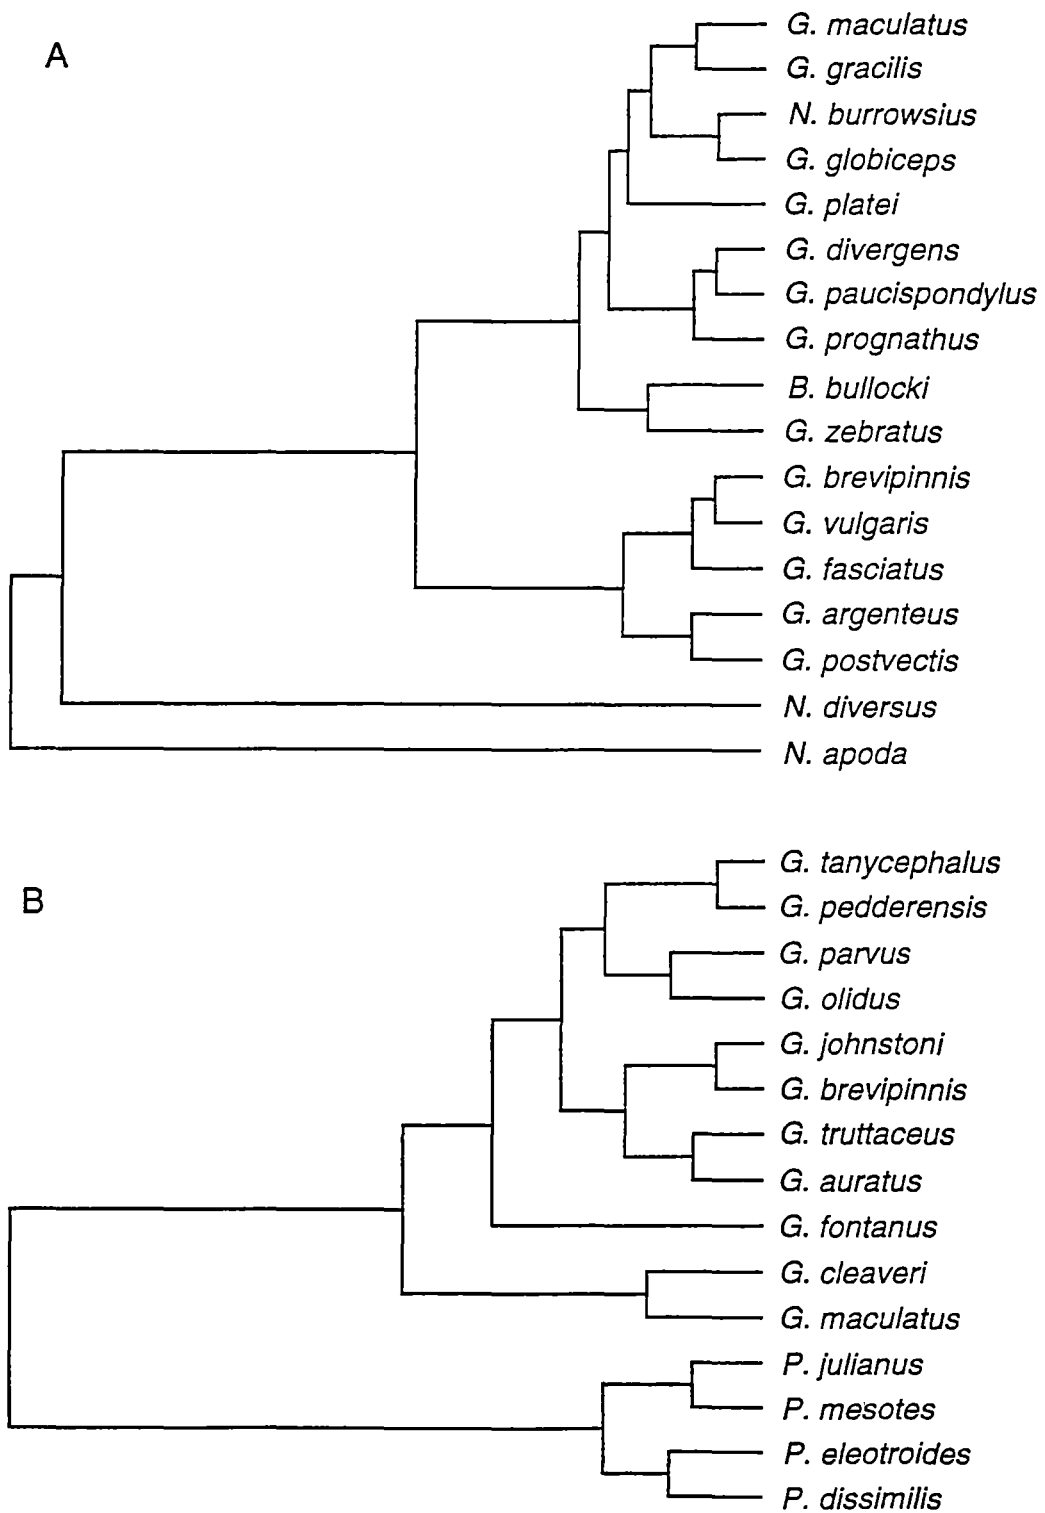 A
G. maculatus
G. gracilis
N. burrowsius
G. globiceps
G. platei
G. divergens
G. paucispondylus
G. prognathus
B. bullocki
G. zebratus
G. brevipinnis
G. vulgaris
G. fasciatus
G. argenteus
G. postvectis
N. diversus
N. apoda
B
G. tanycephalus
G. pedderensis
G. parvus
G. olidus
G. johnstoni
G. brevipinnis
G. truttaceus
G. auratus
G. fontanus
G. cleaveri
G. maculatus
P. julianus
P. mesotes
P. eleotroides
P. dissimilis